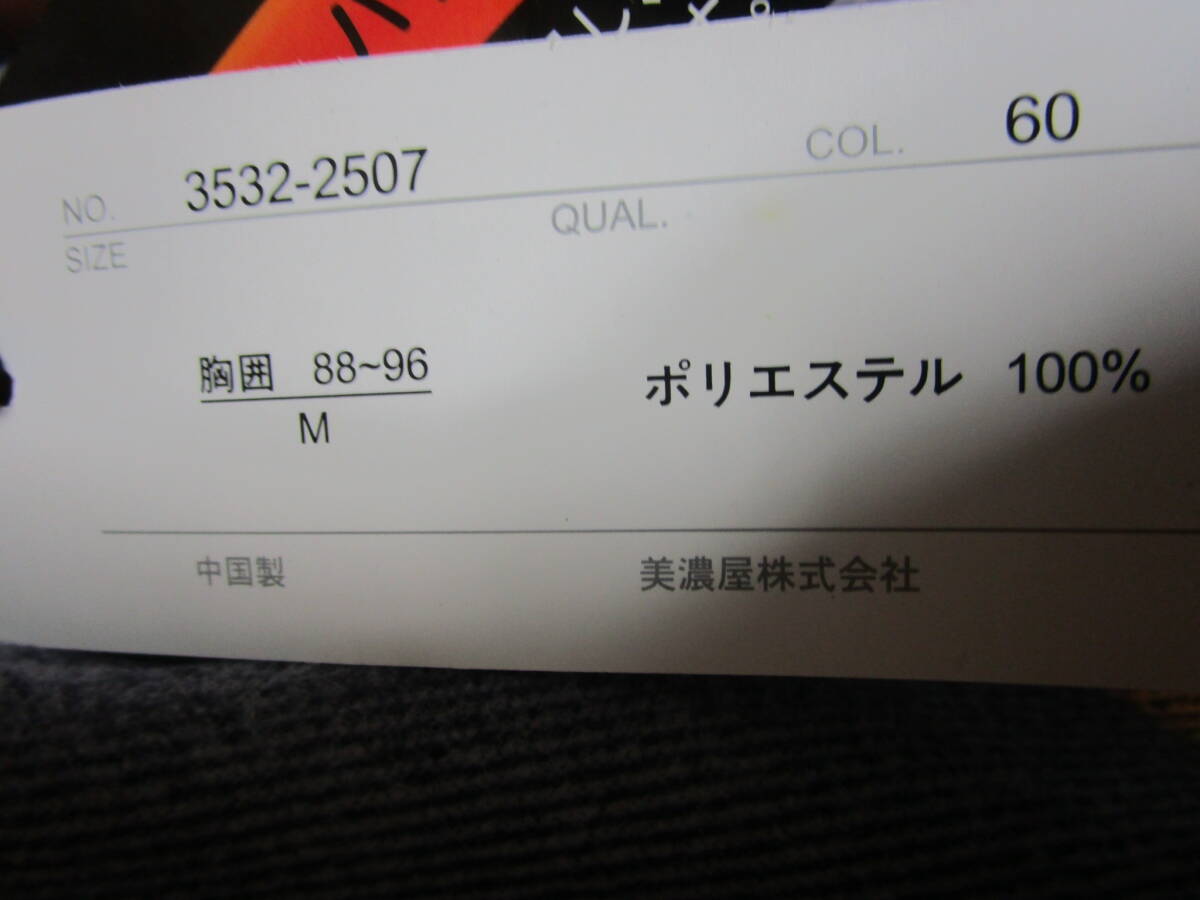 NO. 3532-2507 COL. 60
SIZE QUAL.
胸囲 88~96 ポリエステル 100%
M
中国製 美濃屋株式会社